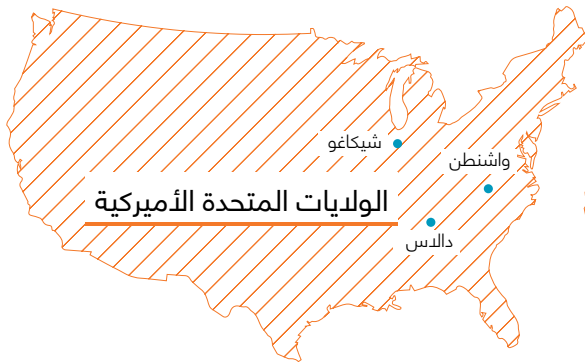 شيكاغو
واشنطن
الولايات المتحدة الأميركية
دالاس